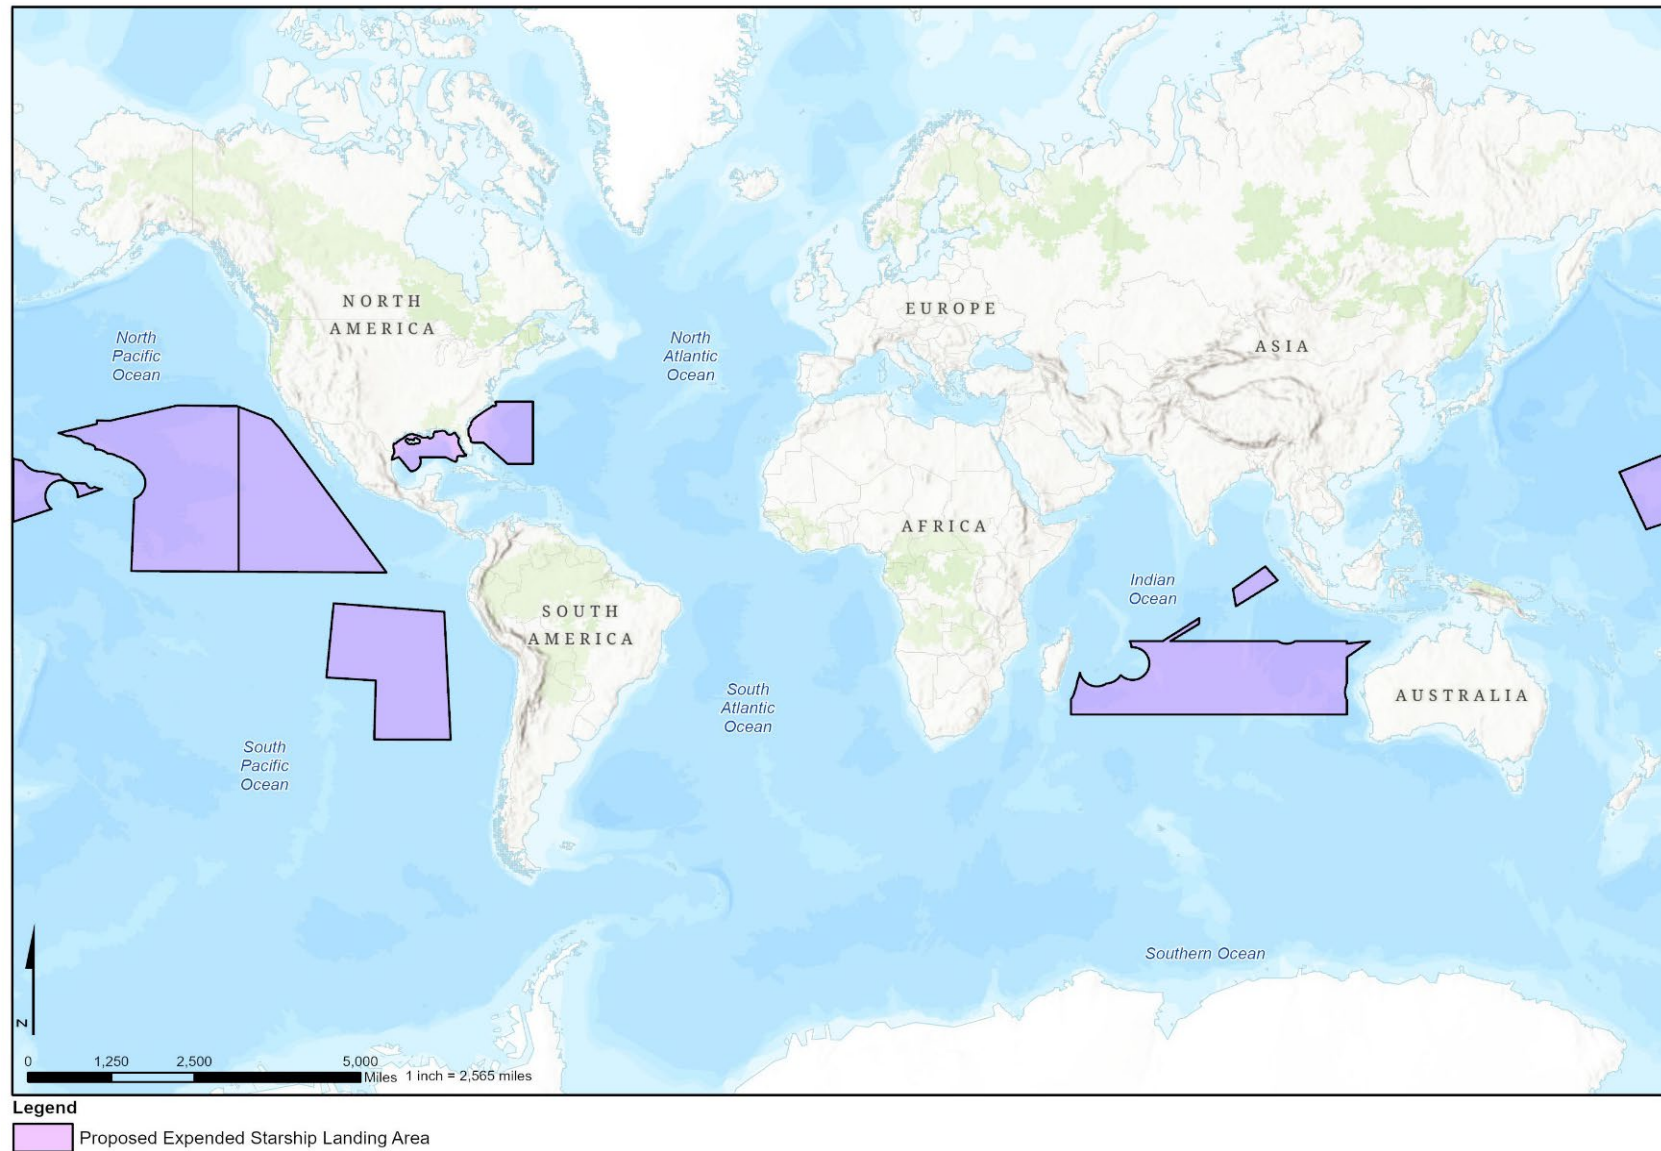 NORTH
AMERICA
EUROPE
ASIA
North
Pacific
Ocean
North
Atlantic
Ocean
AFRICA
Indian
Ocean
SOUTH
AMERICA
South
Atlantic
Ocean
AUSTRALIA
South
Pacific
Ocean
Southern Ocean
N
0 1,250 2,500 5,000
Miles 1 inch = 2,565 miles
Legend
Proposed Expended Starship Landing Area